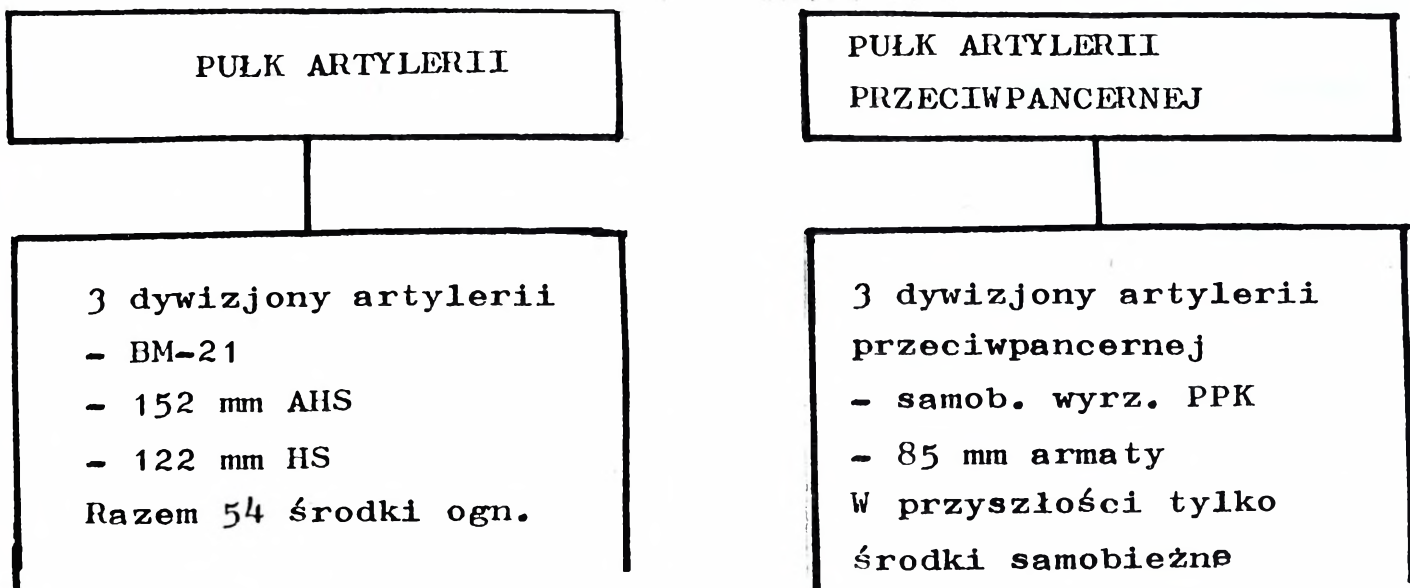 PUŁK ARTYLERII
3 dywizjony artylerii
- BM-21
- 152 mm AHS
- 122 mm HS
Razem 54 środki ogn.
PUŁK ARTYLERII
PRZECIWPANCERNEJ
3 dywizjony artylerii
przeciwpancernej
- samob. wyrz. PPK
- 85 mm armaty
W przyszłości tylko
środki samobieżne